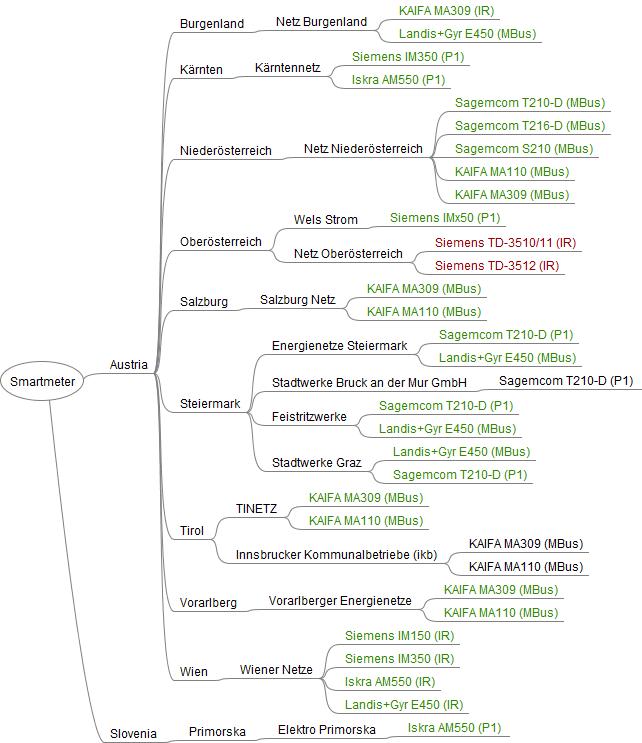 Smartmeter
Austria
Burgenland
Netz Burgenland
KAIFA MA309 (IR)
Landis+Gyr E450 (MBus)
Kärnten
Kärntennetz
Siemens IM350 (P1)
Iskra AM550 (P1)
Niederösterreich
Netz Niederösterreich
Sagemcom T210-D (MBus)
Sagemcom T216-D (MBus)
Sagemcom S210 (MBus)
KAIFA MA110 (MBus)
KAIFA MA309 (MBus)
Oberösterreich
Wels Strom
Siemens IMx50 (P1)
Netz Oberösterreich
Siemens TD-3510/11 (IR)
Siemens TD-3512 (IR)
Salzburg
Salzburg Netz
KAIFA MA309 (MBus)
KAIFA MA110 (MBus)
Steiermark
Energienetze Steiermark
Sagemcom T210-D (P1)
Landis+Gyr E450 (MBus)
Stadtwerke Bruck an der Mur GmbH
Sagemcom T210-D (P1)
Feistritzwerke
Sagemcom T210-D (P1)
Landis+Gyr E450 (MBus)
Stadtwerke Graz
Landis+Gyr E450 (MBus)
Sagemcom T210-D (P1)
Tirol
TINETZ
KAIFA MA309 (MBus)
KAIFA MA110 (MBus)
Innsbrucker Kommunalbetriebe (ikb)
KAIFA MA309 (MBus)
KAIFA MA110 (MBus)
Vorarlberg
Vorarlberger Energienetze
KAIFA MA309 (MBus)
KAIFA MA110 (MBus)
Wien
Wiener Netze
Siemens IM150 (IR)
Siemens IM350 (IR)
Iskra AM550 (IR)
Landis+Gyr E450 (IR)
Slovenia
Primorska
Elektro Primorska
Iskra AM550 (P1)